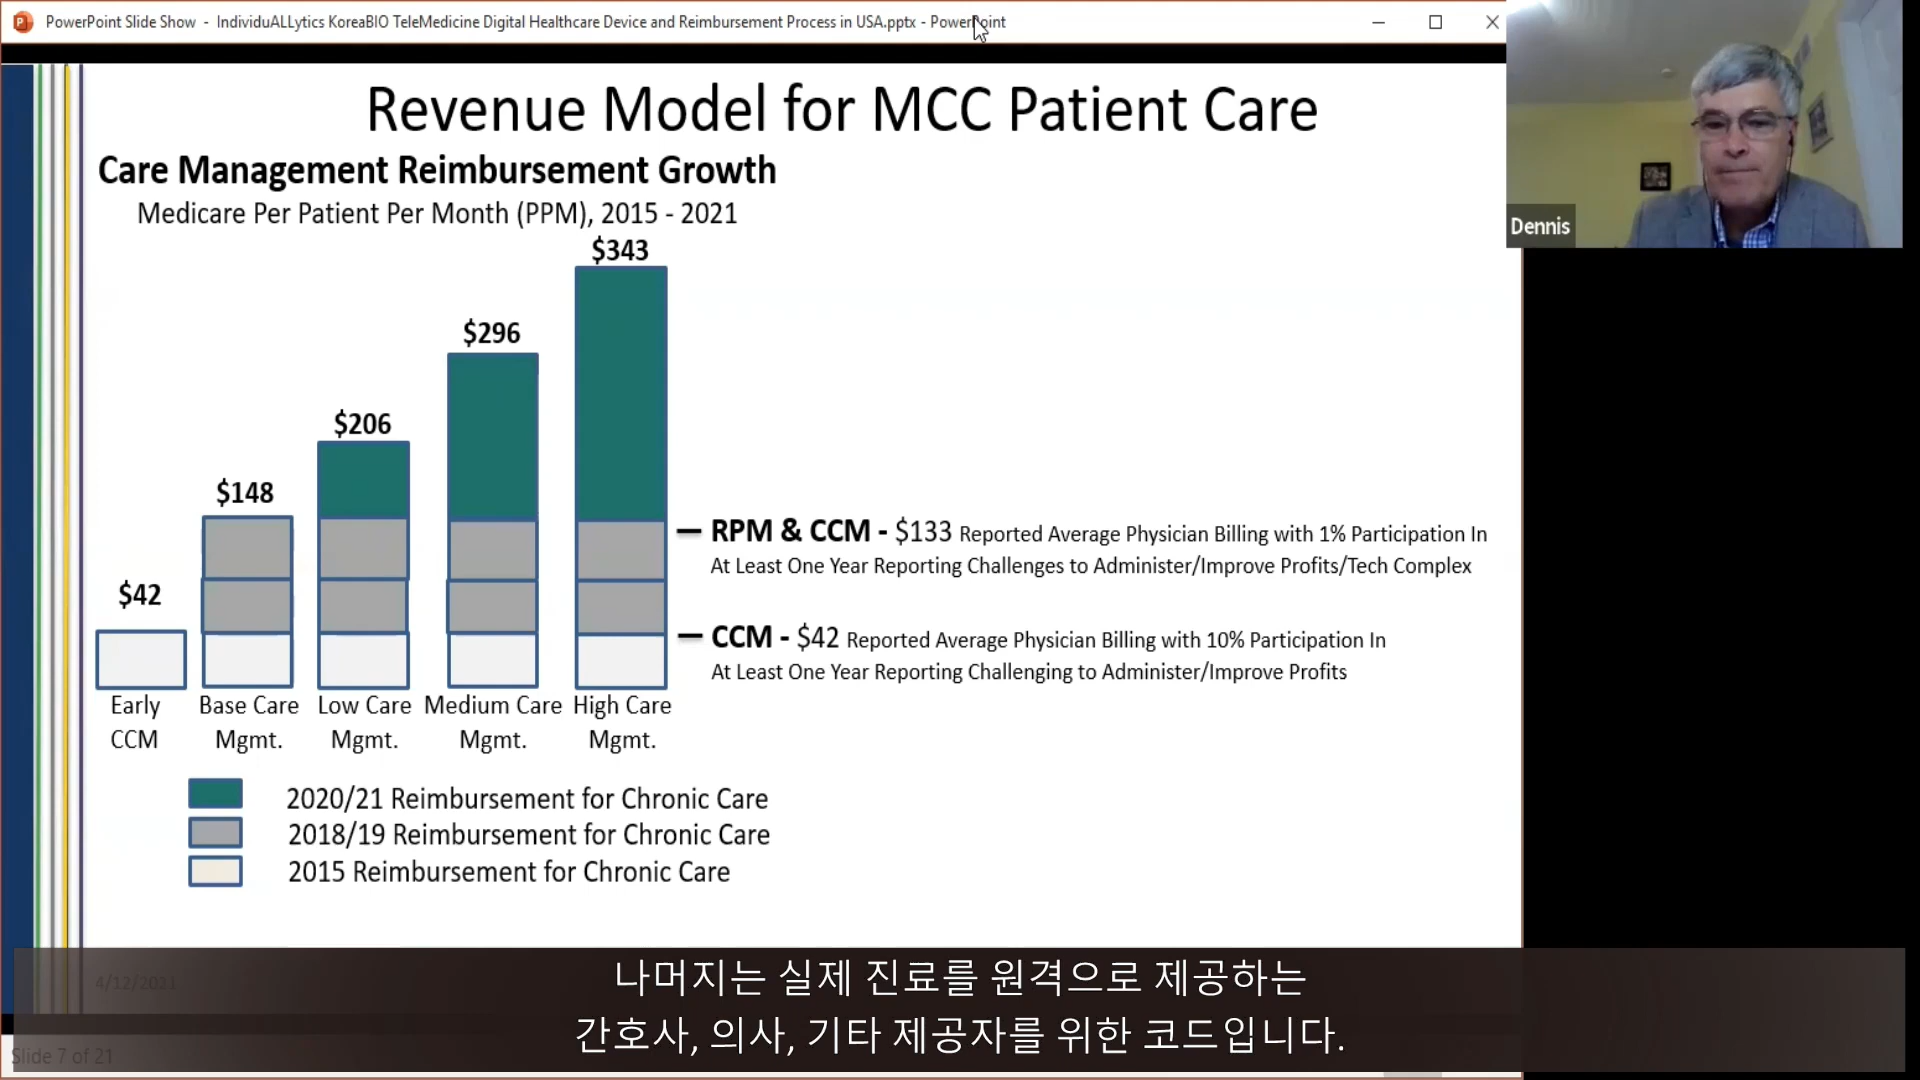 PowerPoint Slide Show - IndividuALLytics KoreaBIO TeleMedicine Digital Healthcare Device and Reimbursement Process in USA.pptx - PowerPoint
Revenue Model for MCC Patient Care
Care Management Reimbursement Growth
Medicare Per Patient Per Month (PPM), 2015 - 2021
Dennis
$343
$296
$206
$148
$42
RPM & CCM - $133 Reported Average Physician Billing with 1% Participation In
At Least One Year Reporting Challenges to Administer/Improve Profits/Tech Complex
CCM - $42 Reported Average Physician Billing with 10% Participation In
At Least One Year Reporting Challenging to Administer/Improve Profits
Early CCM
Base Care Mgmt.
Low Care Mgmt.
Medium Care Mgmt.
High Care Mgmt.
2020/21 Reimbursement for Chronic Care
2018/19 Reimbursement for Chronic Care
2015 Reimbursement for Chronic Care
나머지는 실제 진료를 원격으로 제공하는
간호사, 의사, 기타 제공자를 위한 코드입니다.
Slide 7 of 21